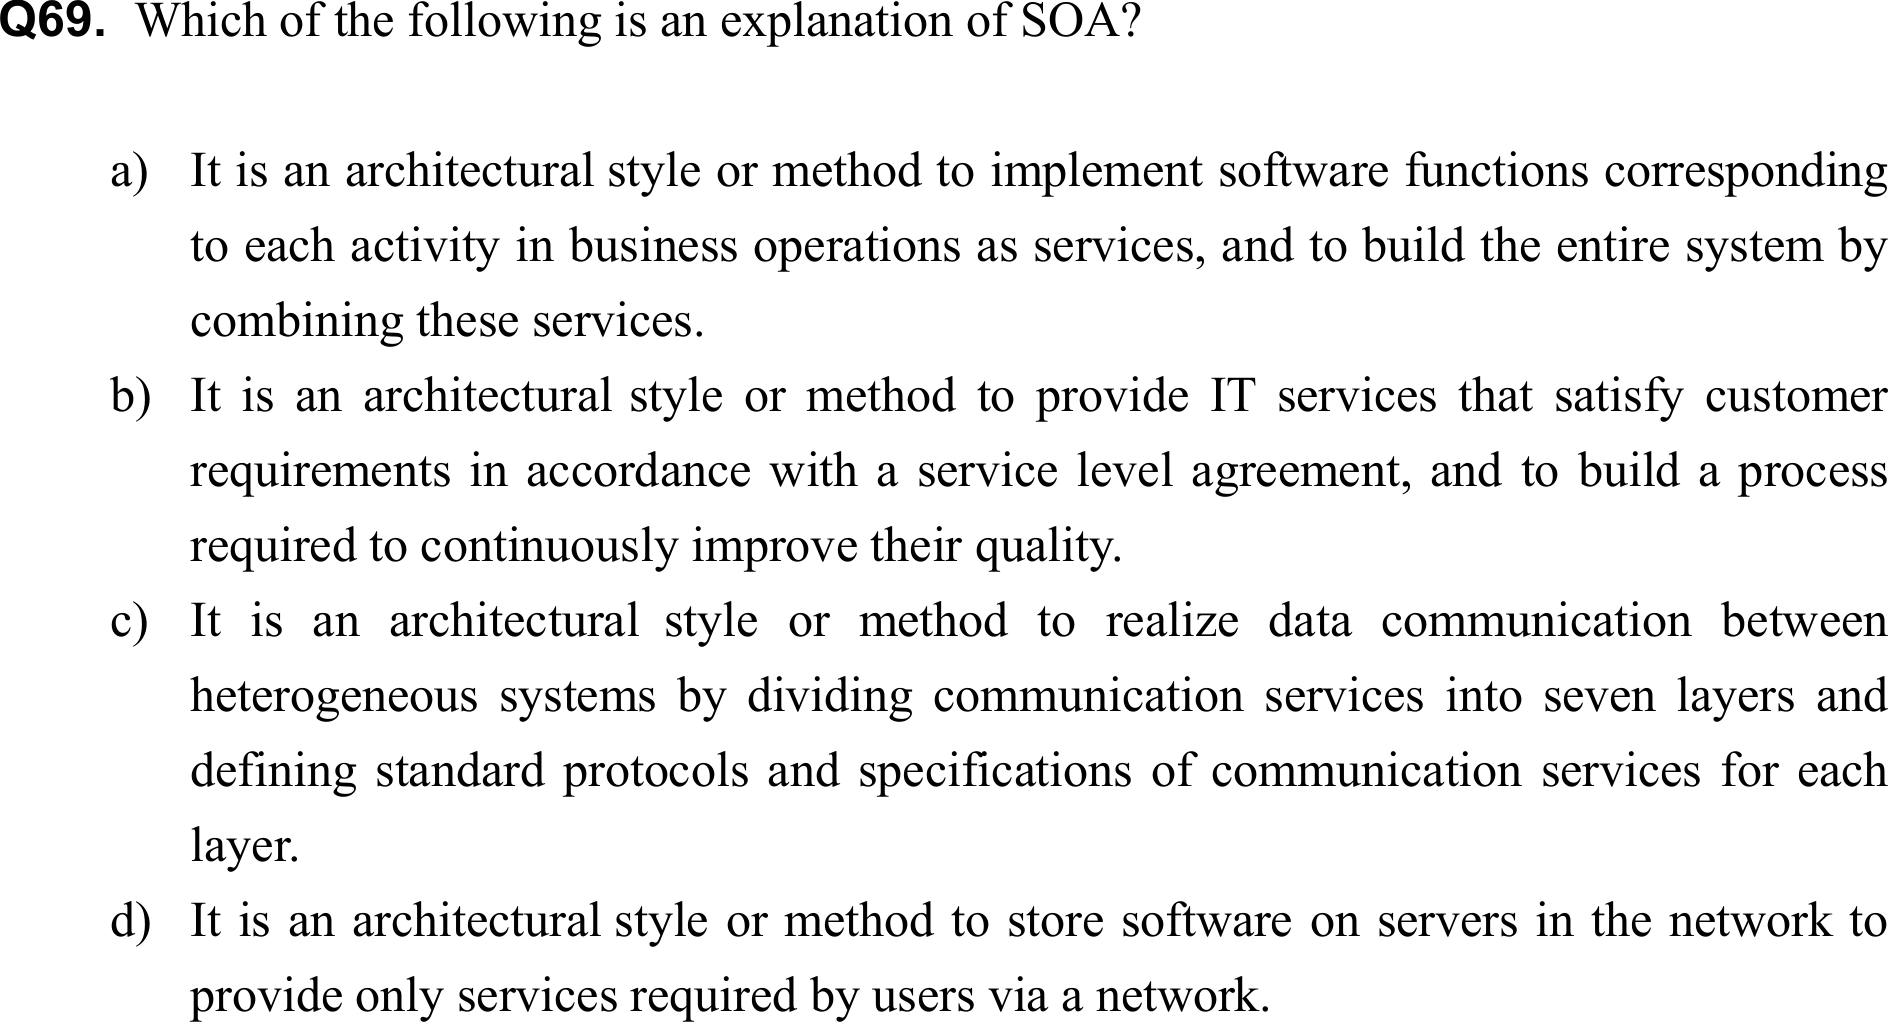 Q69. Which of the following is an explanation of SOA?
a) It is an architectural style or method to implement software functions corresponding
to each activity in business operations as services, and to build the entire system by
combining these services.
b) It is an architectural style or method to provide IT services that satisfy customer
requirements in accordance with a service level agreement, and to build a process
required to continuously improve their quality.
c) It is an architectural style or method to realize data communication between
heterogeneous systems by dividing communication services into seven layers and
defining standard protocols and specifications of communication services for each
layer.
d) It is an architectural style or method to store software on servers in the network to
provide only services required by users via a network.